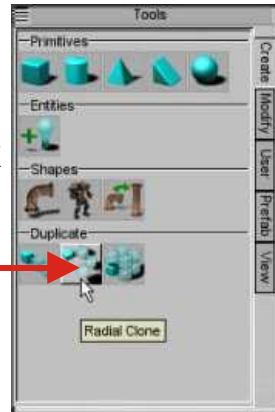 Tools
Primitives
Entities
Shapes
Duplicate
Radial Clone
Create
Modify
User
Prefab
View